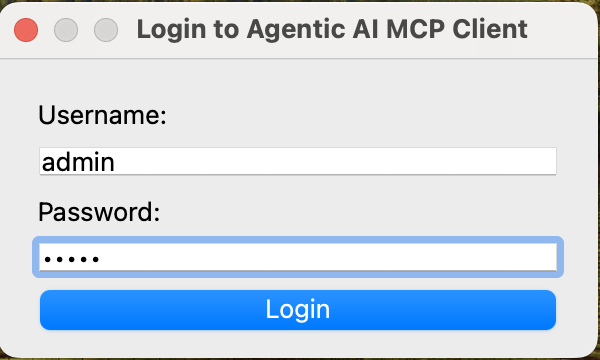 Login to Agentic AI MCP Client
Username:
admin
Password:
•••••
Login